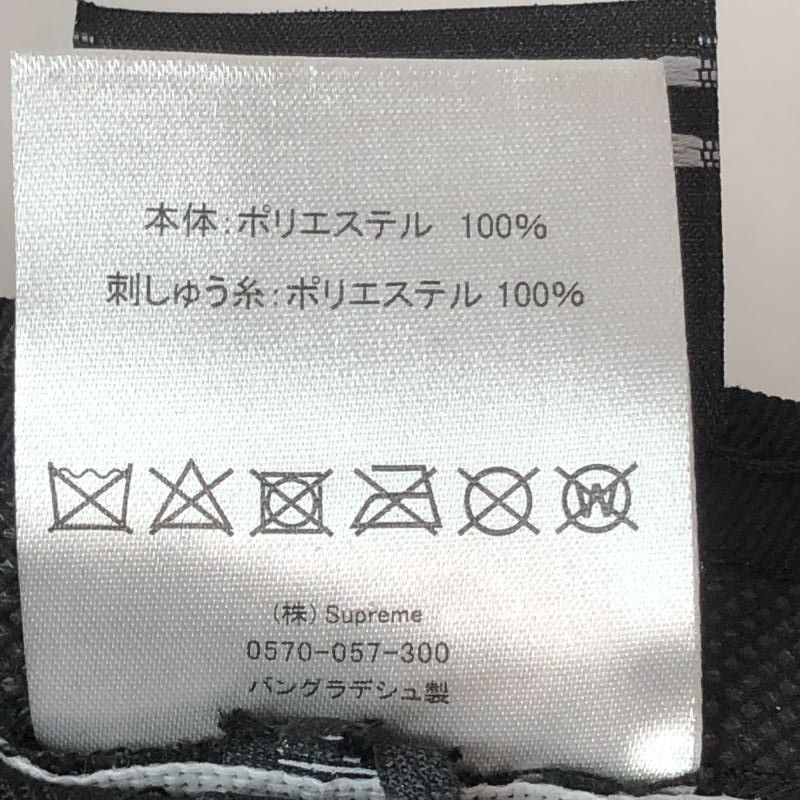 本体:ポリエステル 100%
刺しゅう糸:ポリエステル 100%
W
(株)Supreme
0570-057-300
バングラデシュ製